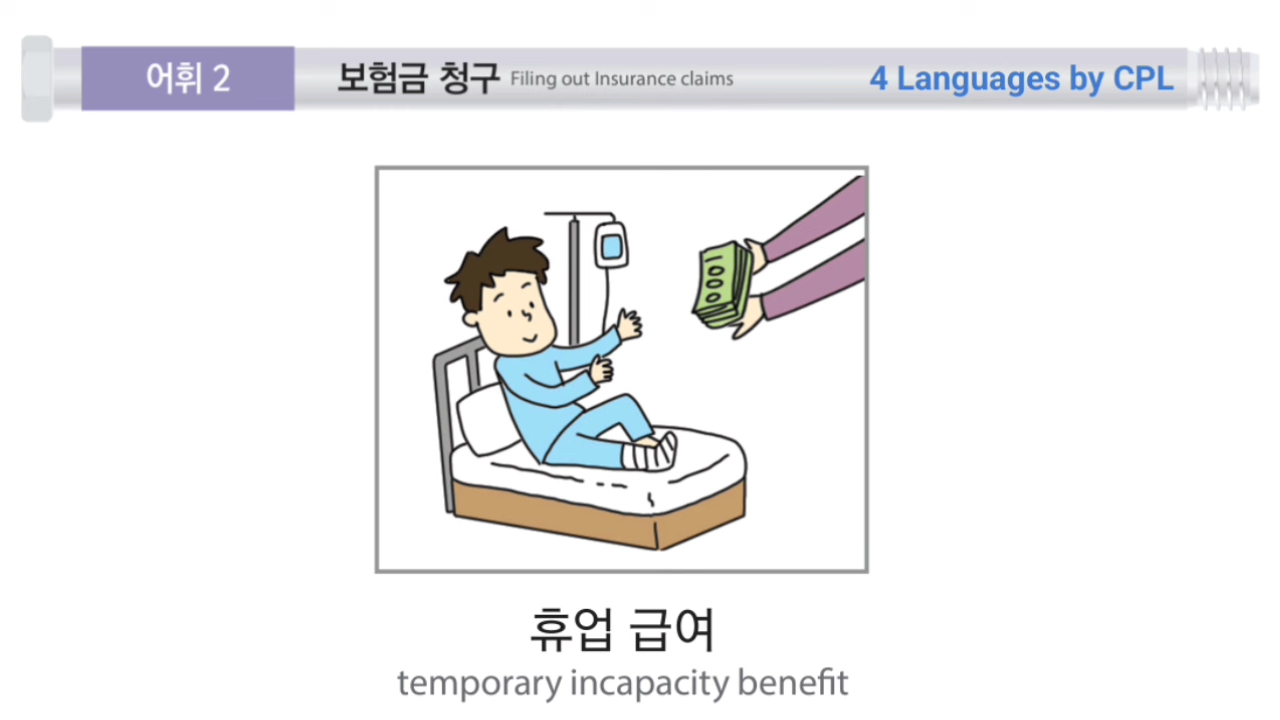 어휘 2
보험금 청구 Filing out Insurance claims
4 Languages by CPL
1000
휴업 급여
temporary incapacity benefit